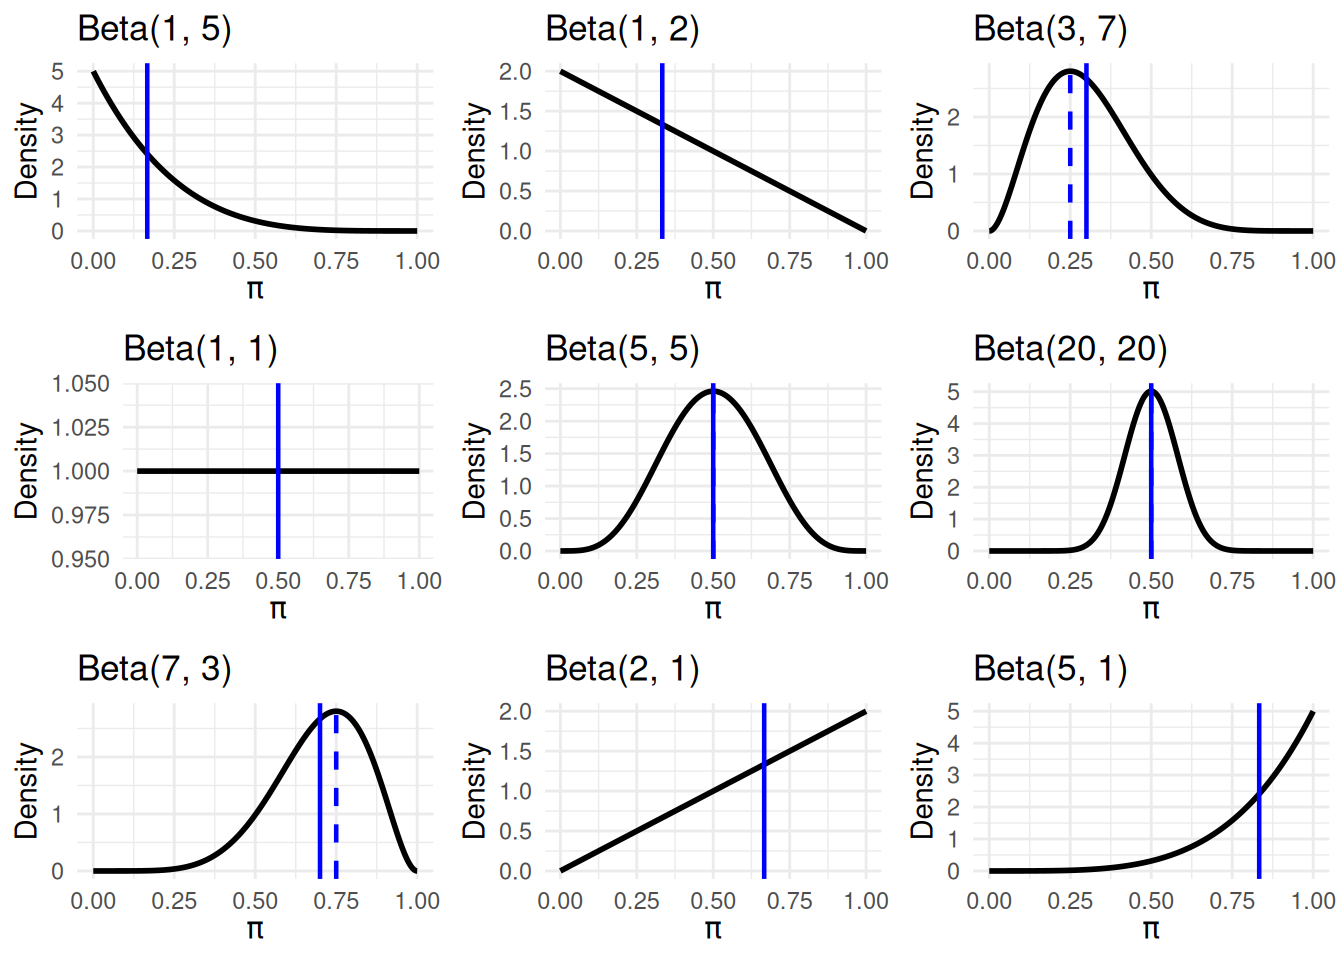 Beta(1, 5)
5
4
3
2
1
0
Density
0.00 0.25 0.50 0.75 1.00
π
Beta(1, 2)
2.0
1.5
1.0
0.5
0.0
Density
0.00 0.25 0.50 0.75 1.00
π
Beta(3, 7)
2
1
0
Density
0.00 0.25 0.50 0.75 1.00
π
Beta(1, 1)
1.050
1.025
1.000
0.975
0.950
Density
0.00 0.25 0.50 0.75 1.00
π
Beta(5, 5)
2.5
2.0
1.5
1.0
0.5
0.0
Density
0.00 0.25 0.50 0.75 1.00
π
Beta(20, 20)
5
4
3
2
1
0
Density
0.00 0.25 0.50 0.75 1.00
π
Beta(7, 3)
2
1
0
Density
0.00 0.25 0.50 0.75 1.00
π
Beta(2, 1)
2.0
1.5
1.0
0.5
0.0
Density
0.00 0.25 0.50 0.75 1.00
π
Beta(5, 1)
5
4
3
2
1
0
Density
0.00 0.25 0.50 0.75 1.00
π